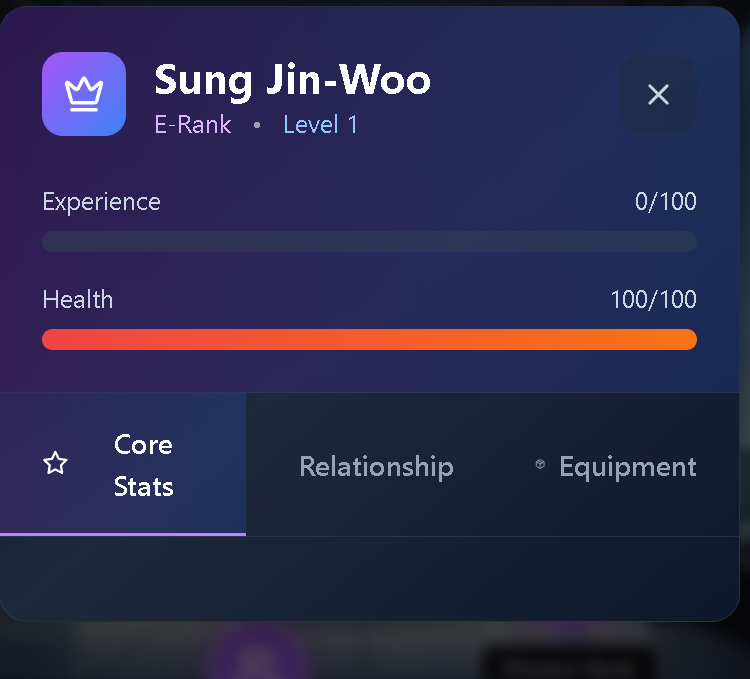 Sung Jin-Woo
E-Rank • Level 1
Experience 0/100
Health 100/100
Core
Stats
Relationship
Equipment